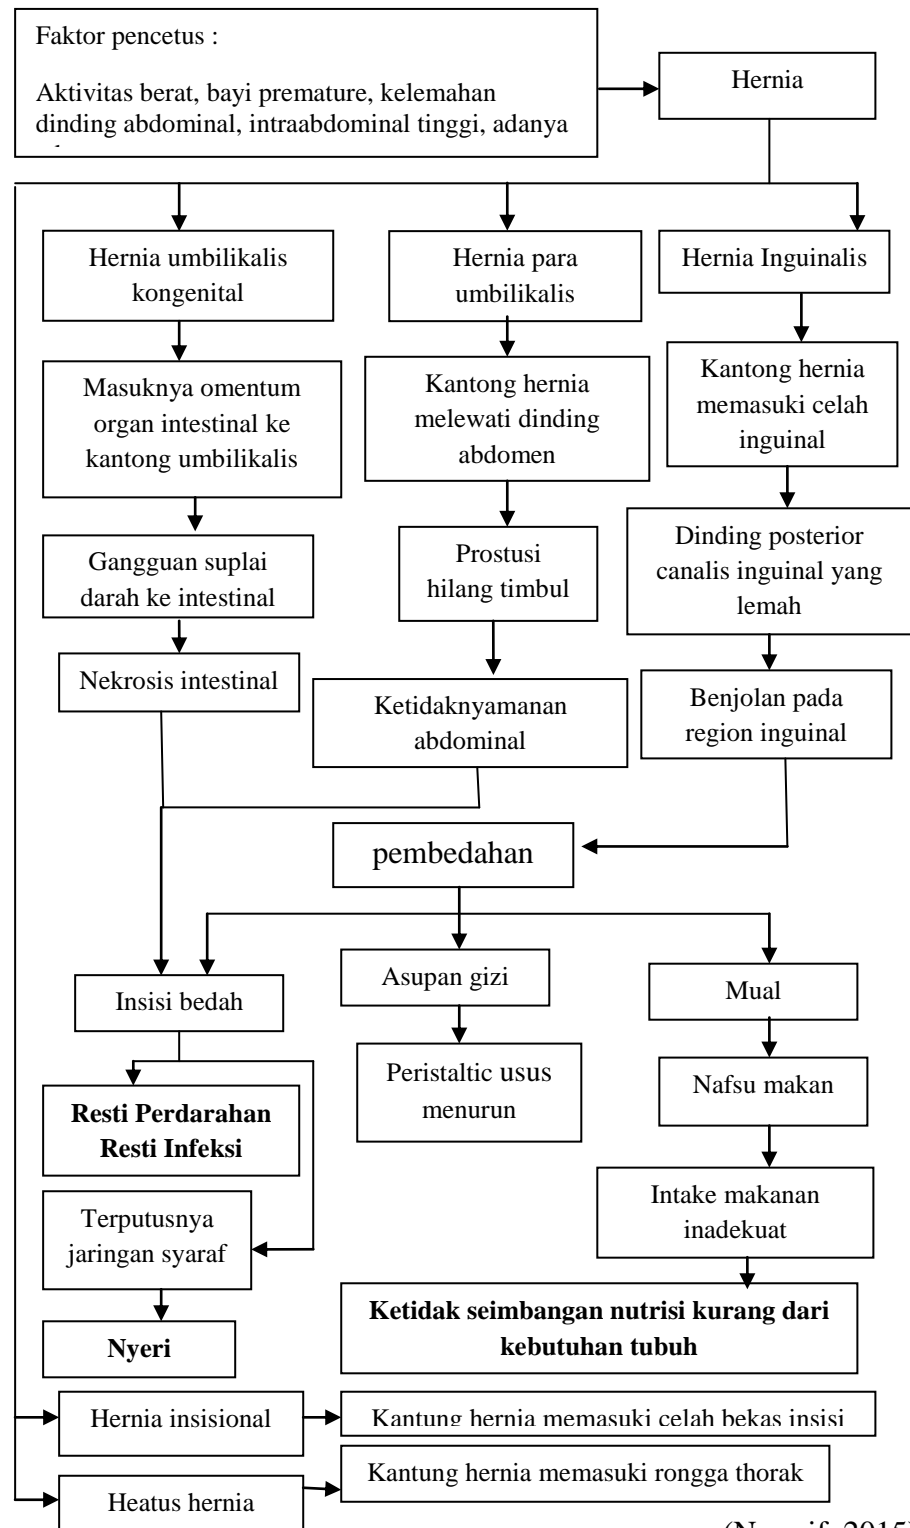 Faktor pencetus :
Aktivitas berat, bayi premature, kelemahan
dinding abdominal, intraabdominal tinggi, adanya
Hernia
Hernia umbilikalis
kongenital
Hernia para
umbilikalis
Hernia Inguinalis
Masuknya omentum
organ intestinal ke
kantong umbilikalis
Kantong hernia
melewati dinding
abdomen
Kantong hernia
memasuki celah
inguinal
Gangguan suplai
darah ke intestinal
Prostusi
hilang timbul
Dinding posterior
canalis inguinal yang
lemah
Nekrosis intestinal
Ketidaknyamanan
abdominal
Benjolan pada
region inguinal
pembedahan
Insisi bedah
Asupan gizi
Mual
Peristaltic usus
menurun
Nafsu makan
Resti Perdarahan
Resti Infeksi
Terputusnya
jaringan syaraf
Intake makanan
inadekuat
Nyeri
Ketidak seimbangan nutrisi kurang dari
kebutuhan tubuh
Hernia insisional
Kantung hernia memasuki celah bekas insisi
Heatus hernia
Kantung hernia memasuki rongga thorak
2015)